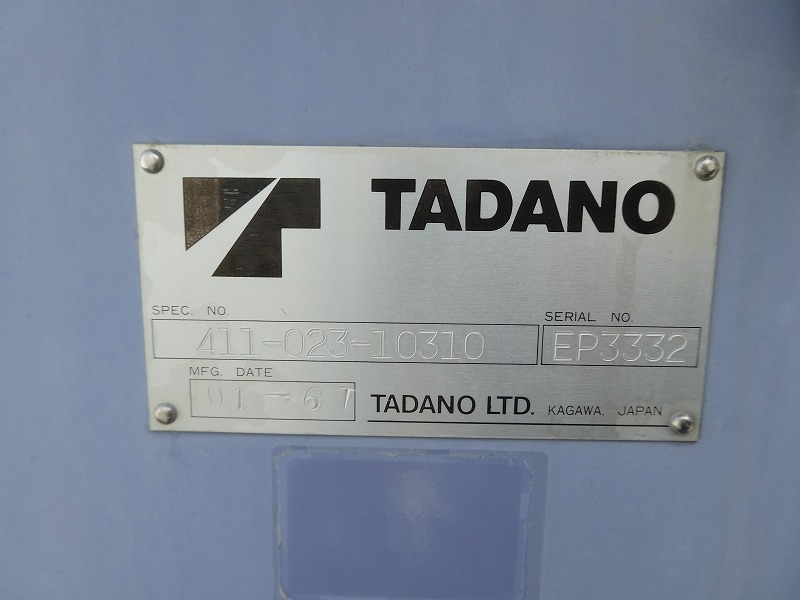 TADANO
SPEC. NO.
411-023-10310
SERIAL NO.
EP3332
MFG. DATE
01-6
TADANO LTD. KAGAWA, JAPAN